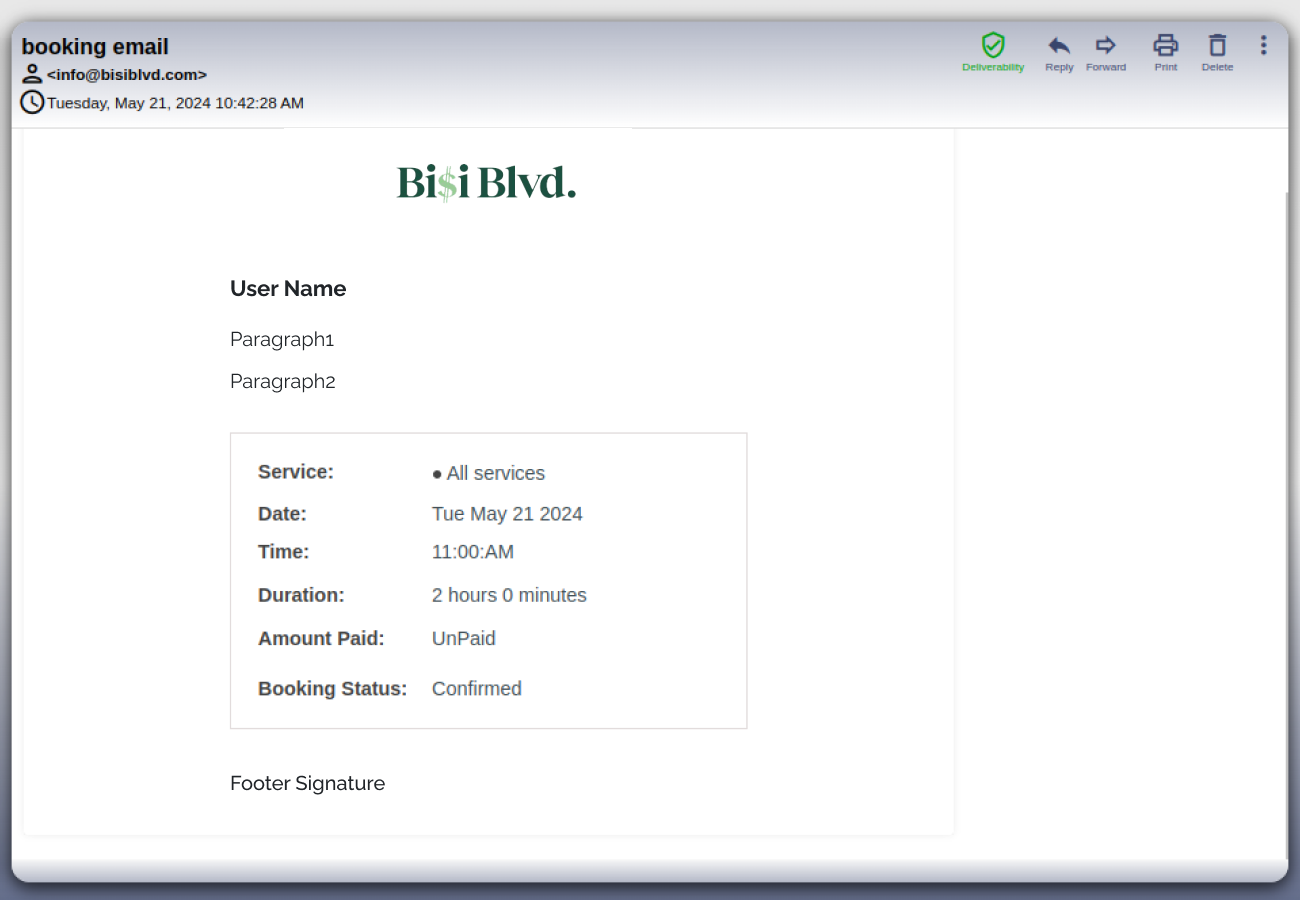 booking email
<info@bisiblvd.com>
Tuesday, May 21, 2024 10:42:28 AM
Deliverability Reply Forward Print Delete
Bi$i Blvd.
User Name
Paragraph1
Paragraph2
Service: ● All services
Date: Tue May 21 2024
Time: 11:00:AM
Duration: 2 hours 0 minutes
Amount Paid: UnPaid
Booking Status: Confirmed
Footer Signature